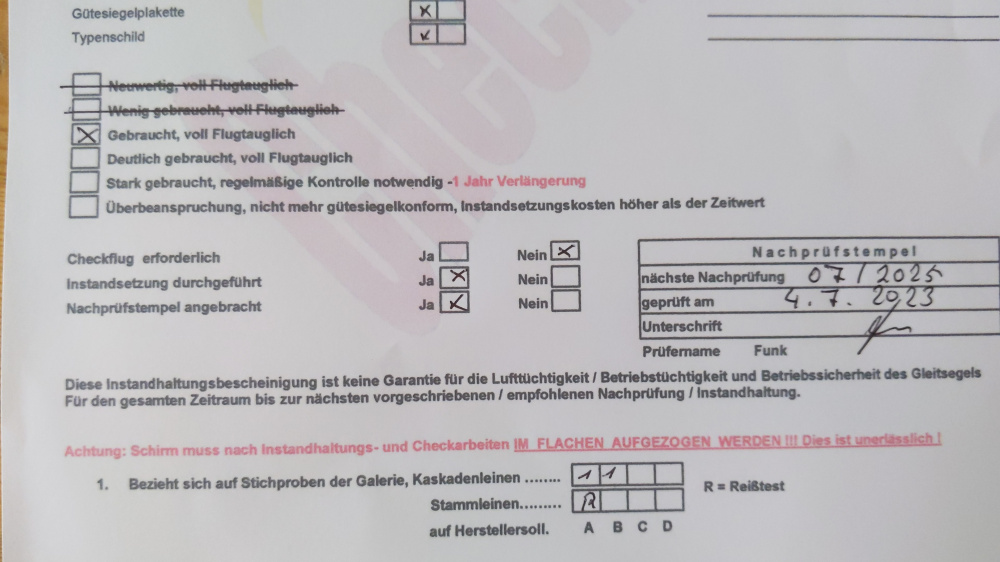 Gütesiegelplakette x
Typenschild x
Neuwertig, voll Flugtauglich
Wenig gebraucht, voll Flugtauglich
x Gebraucht, voll Flugtauglich
Deutlich gebraucht, voll Flugtauglich
Stark gebraucht, regelmäßige Kontrolle notwendig -1 Jahr Verlängerung
Überbeanspruchung, nicht mehr gütesiegelkonform, Instandsetzungskosten höher als der Zeitwert
Checkflug erforderlich Ja Nein x
Instandsetzung durchgeführt Ja x Nein
Nachprüfstempel angebracht Ja x Nein
Nachprüfstempel
nächste Nachprüfung 07/2025
geprüft am 4.7.2023
Unterschrift
Prüfername Funk
Diese Instandhaltungsbescheinigung ist keine Garantie für die Lufttüchtigkeit / Betriebstüchtigkeit und Betriebssicherheit des Gleitsegels
Für den gesamten Zeitraum bis zur nächsten vorgeschriebenen / empfohlenen Nachprüfung / Instandhaltung.
Achtung: Schirm muss nach Instandhaltungs- und Checkarbeiten IM FLACHEN AUFGEZOGEN WERDEN !!! Dies ist unerlässlich !
1. Bezieht sich auf Stichproben der Galerie, Kaskadenleinen ........ 1 1 R = Reißtest
Stammleinen.......... R
auf Herstellersoll. A B C D